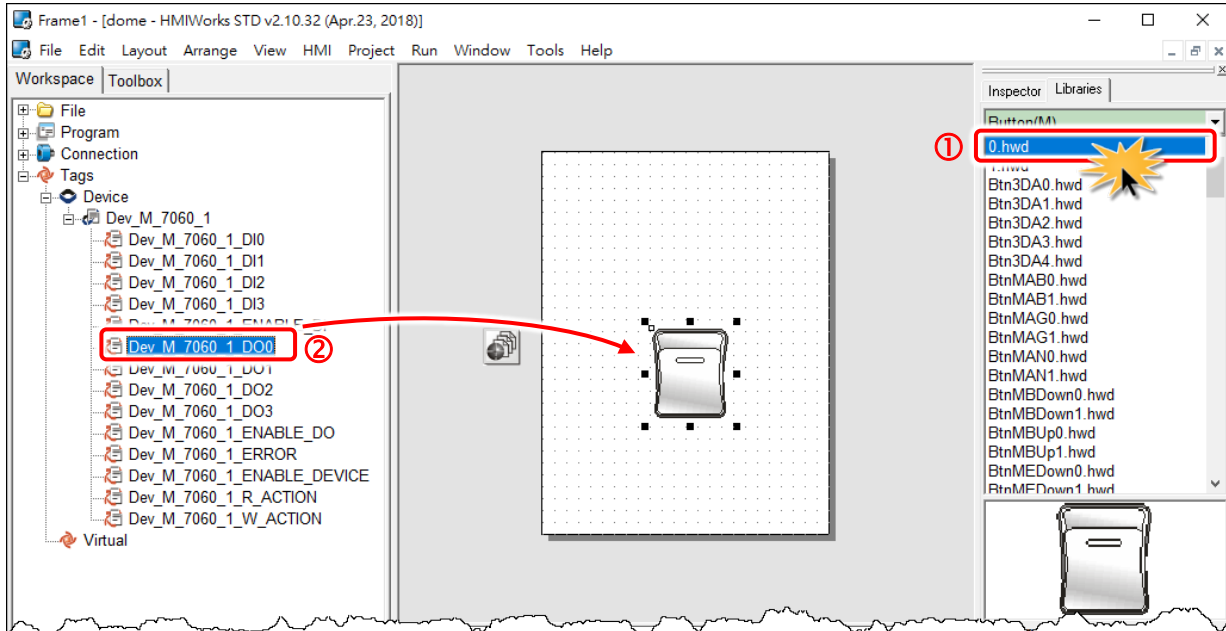 Frame1 - [dome - HMIWorks STD v2.10.32 (Apr.23, 2018)]
File Edit Layout Arrange View HMI Project Run Window Tools Help
Workspace Toolbox
File
Program
Connection
Tags
Device
Dev_M_7060_1
Dev_M_7060_1_DI0
Dev_M_7060_1_DI1
Dev_M_7060_1_DI2
Dev_M_7060_1_DI3
Dev_M_7060_1_ENABLE_DI
Dev_M_7060_1_DO0
②
Dev_M_7060_1_DO1
Dev_M_7060_1_DO2
Dev_M_7060_1_DO3
Dev_M_7060_1_ENABLE_DO
Dev_M_7060_1_ERROR
Dev_M_7060_1_ENABLE_DEVICE
Dev_M_7060_1_R_ACTION
Dev_M_7060_1_W_ACTION
Virtual
Inspector Libraries
Button(M)
①
0.hwd
1.hwd
Btn3DA0.hwd
Btn3DA1.hwd
Btn3DA2.hwd
Btn3DA3.hwd
Btn3DA4.hwd
BtnMAB0.hwd
BtnMAB1.hwd
BtnMAG0.hwd
BtnMAG1.hwd
BtnMAN0.hwd
BtnMAN1.hwd
BtnMBDown0.hwd
BtnMBDown1.hwd
BtnMBUp0.hwd
BtnMBUp1.hwd
BtnMEDown0.hwd
BtnMEDown1.hwd